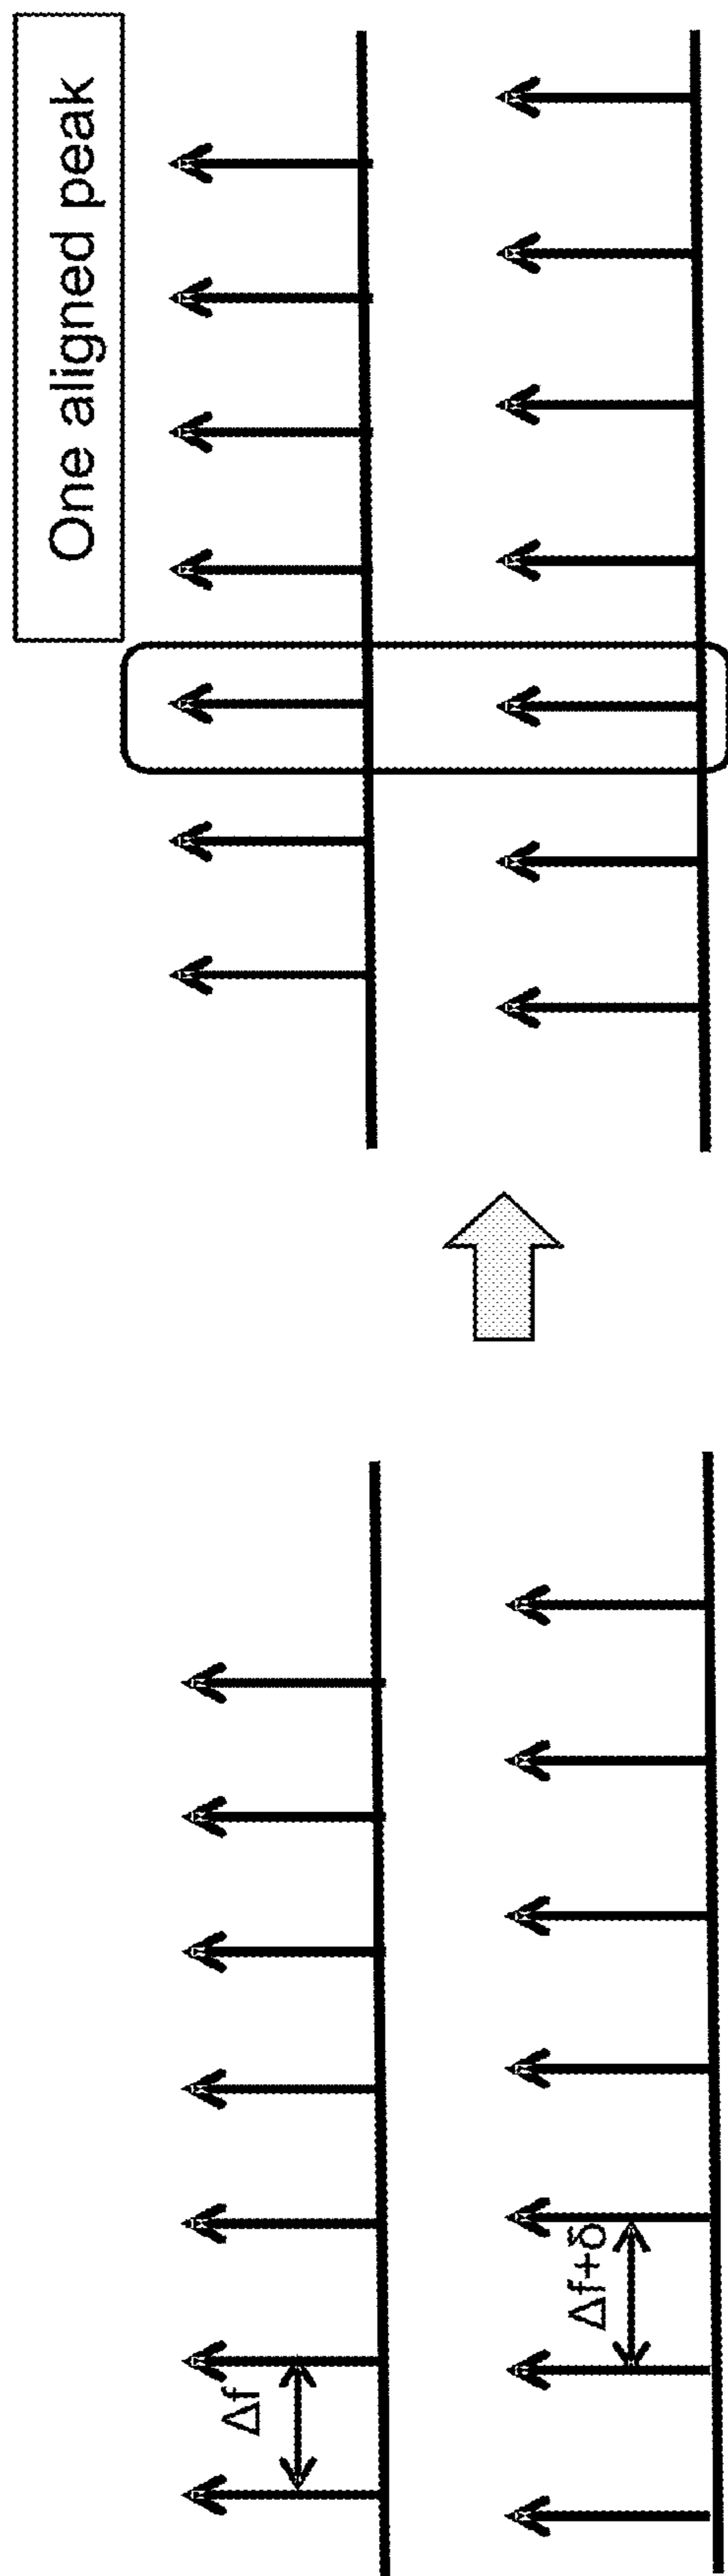 Δf
Δf+δ
One aligned peak